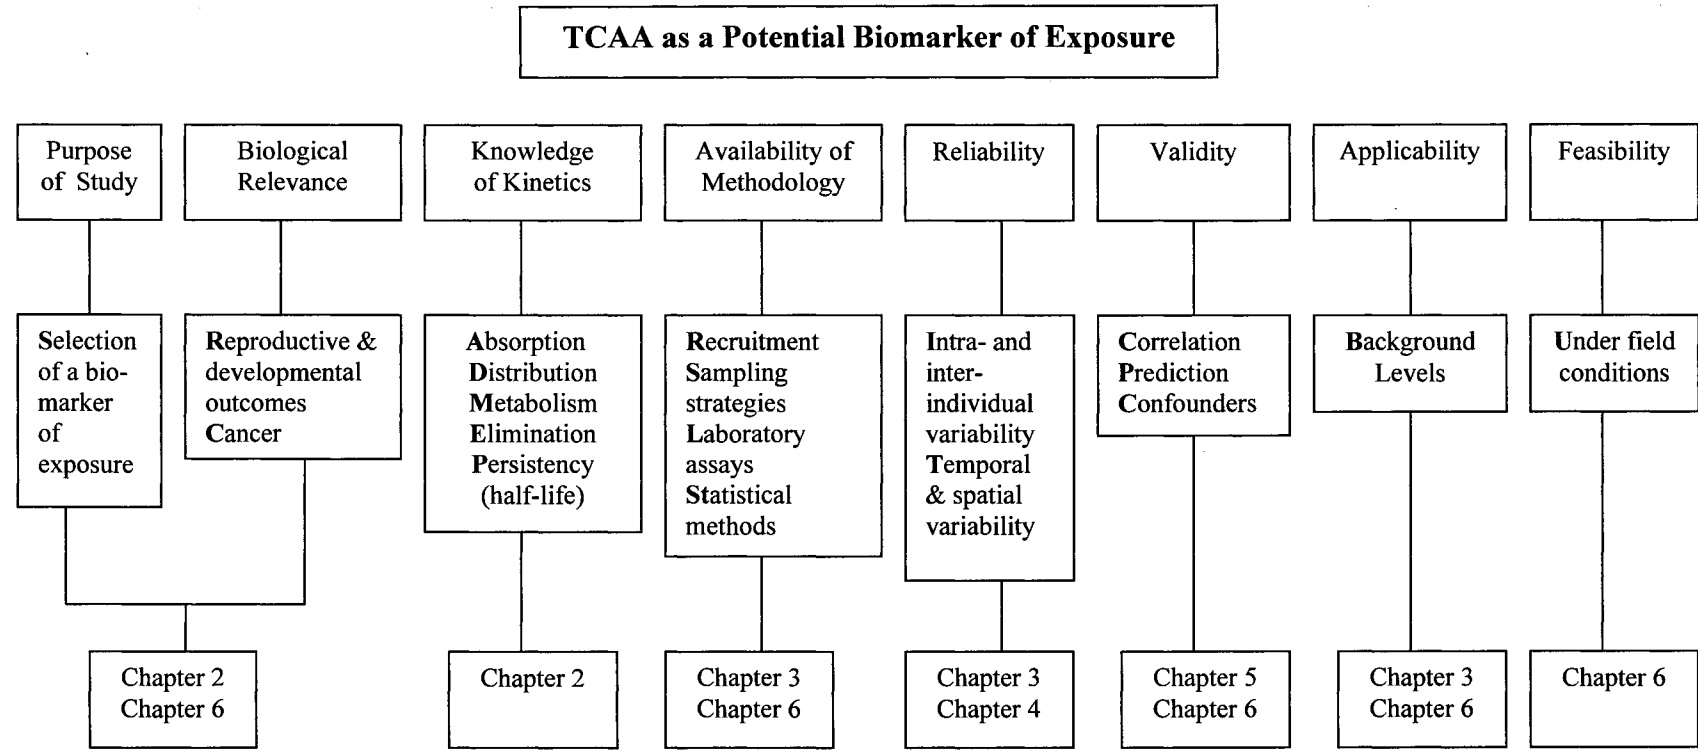 TCAA as a Potential Biomarker of Exposure
Purpose
of Study
Biological
Relevance
Knowledge
of Kinetics
Availability of
Methodology
Reliability
Validity
Applicability
Feasibility
Selection
of a bio-
marker
of
exposure
Reproductive &
developmental
outcomes
Cancer
Absorption
Distribution
Metabolism
Elimination
Persistency
(half-life)
Recruitment
Sampling
strategies
Laboratory
assays
Statistical
methods
Intra- and
inter-
individual
variability
Temporal
& spatial
variability
Correlation
Prediction
Confounders
Background
Levels
Under field
conditions
Chapter 2
Chapter 6
Chapter 2
Chapter 3
Chapter 6
Chapter 3
Chapter 4
Chapter 5
Chapter 6
Chapter 3
Chapter 6
Chapter 6